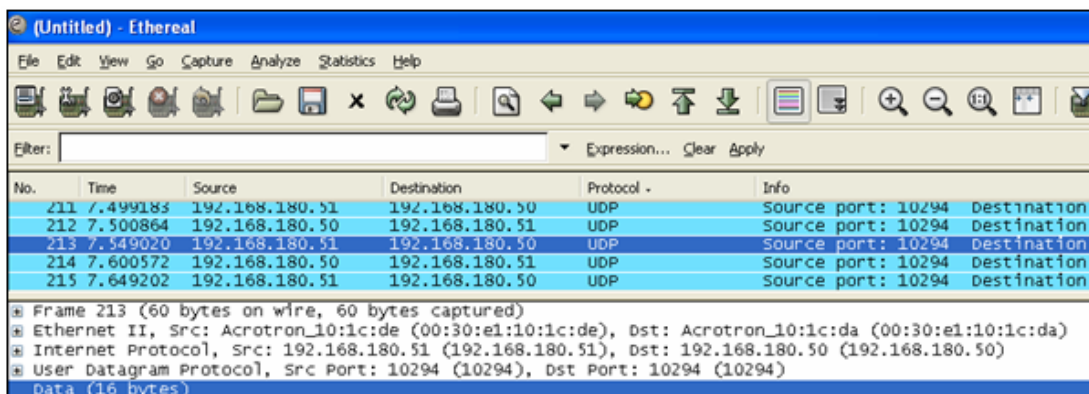 (Untitled) - Ethereal
File Edit View Go Capture Analyze Statistics Help
Filter: Expression... Clear Apply
No. Time Source Destination Protocol Info
211 7.499183 192.168.180.51 192.168.180.50 UDP Source port: 10294 Destination
212 7.500864 192.168.180.50 192.168.180.51 UDP Source port: 10294 Destination
213 7.549020 192.168.180.51 192.168.180.50 UDP Source port: 10294 Destination
214 7.600572 192.168.180.50 192.168.180.51 UDP Source port: 10294 Destination
215 7.649202 192.168.180.51 192.168.180.50 UDP Source port: 10294 Destination
Frame 213 (60 bytes on wire, 60 bytes captured)
Ethernet II, Src: Acrotron_10:1c:de (00:30:e1:10:1c:de), Dst: Acrotron_10:1c:da (00:30:e1:10:1c:da)
Internet Protocol, Src: 192.168.180.51 (192.168.180.51), Dst: 192.168.180.50 (192.168.180.50)
User Datagram Protocol, Src Port: 10294 (10294), Dst Port: 10294 (10294)
Data (16 bytes)